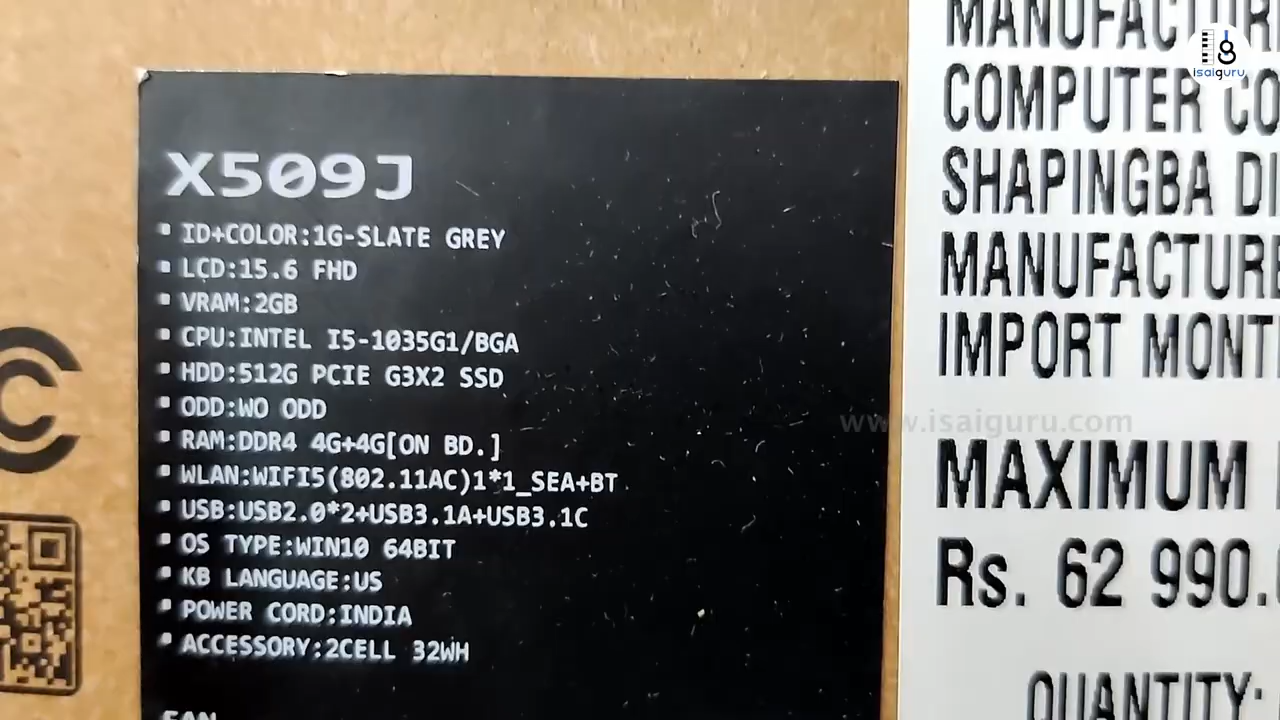 X509J
▪ ID+COLOR:1G-SLATE GREY
▪ LCD:15.6 FHD
▪ VRAM:2GB
▪ CPU:INTEL I5-1035G1/BGA
▪ HDD:512G PCIE G3X2 SSD
▪ ODD:WO ODD
▪ RAM:DDR4 4G+4G[ON BD.]
▪ WLAN:WIFI5(802.11AC)1*1_SEA+BT
▪ USB:USB2.0*2+USB3.1A+USB3.1C
▪ OS TYPE:WIN10 64BIT
▪ KB LANGUAGE:US
▪ POWER CORD:INDIA
▪ ACCESSORY:2CELL 32WH
EAN
MANUFACTUR
COMPUTER CO
SHAPINGBA DI
MANUFACTURE
IMPORT MONT
MAXIMUM
Rs. 62 990.
QUANTITY:
isaiguru
www.isaiguru.com